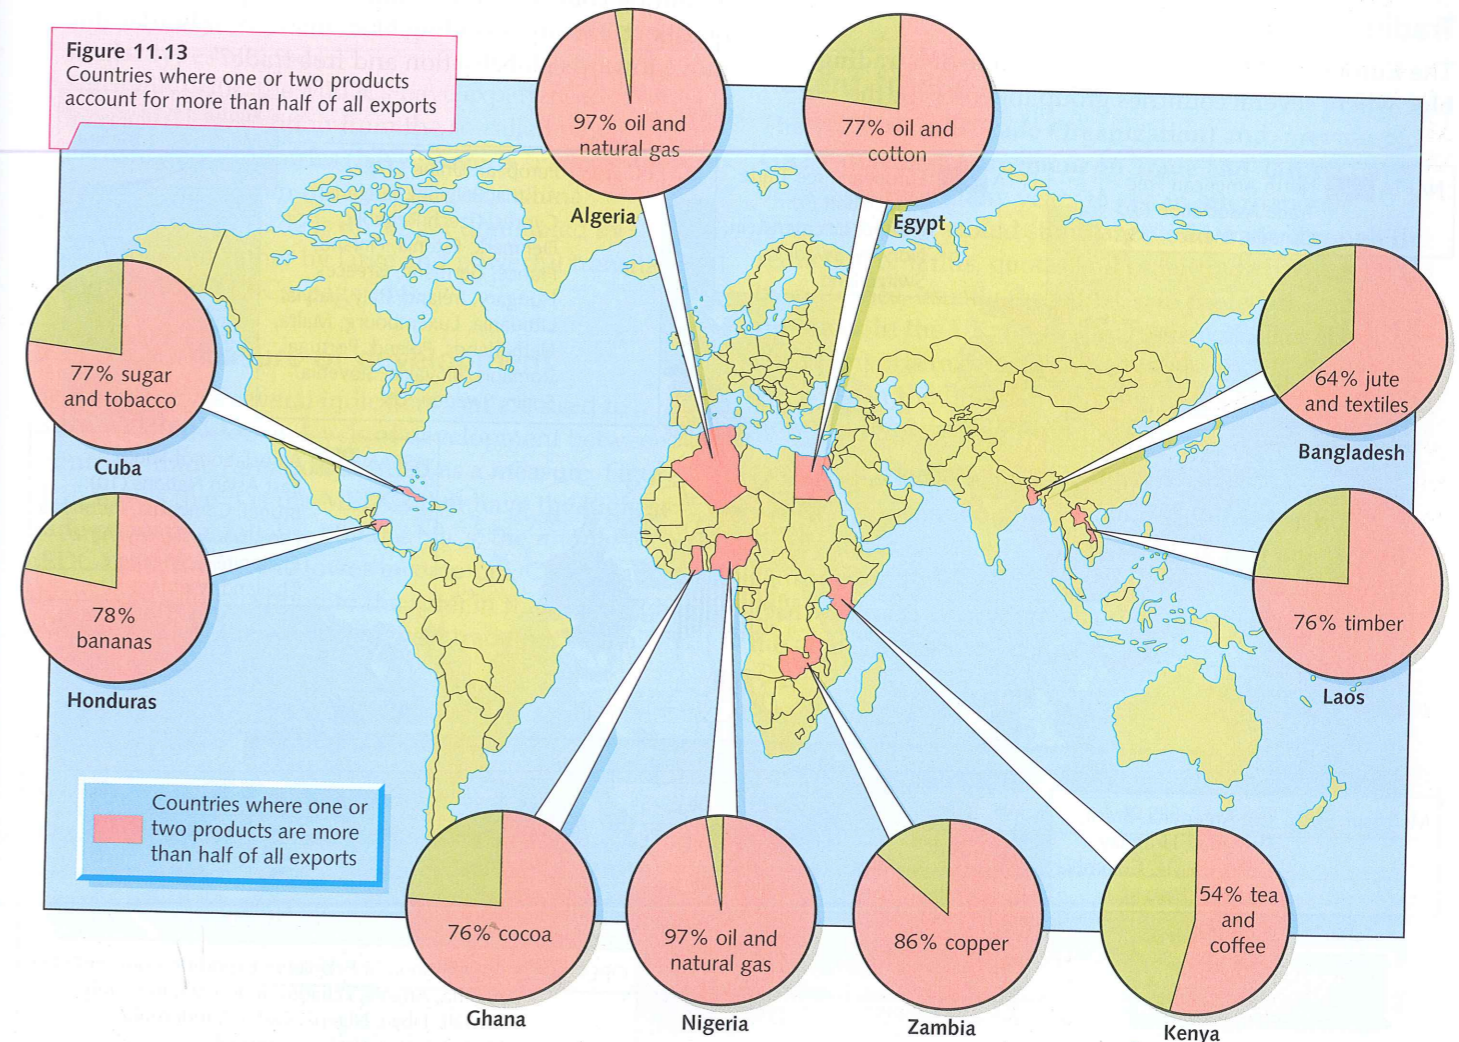 Figure 11.13
Countries where one or two products
account for more than half of all exports
97% oil and
natural gas
Algeria
77% oil and
cotton
Egypt
77% sugar
and tobacco
Cuba
64% jute
and textiles
Bangladesh
78%
bananas
Honduras
76% timber
Laos
Countries where one or
two products are more
than half of all exports
76% cocoa
Ghana
97% oil and
natural gas
Nigeria
86% copper
Zambia
54% tea
and
coffee
Kenya